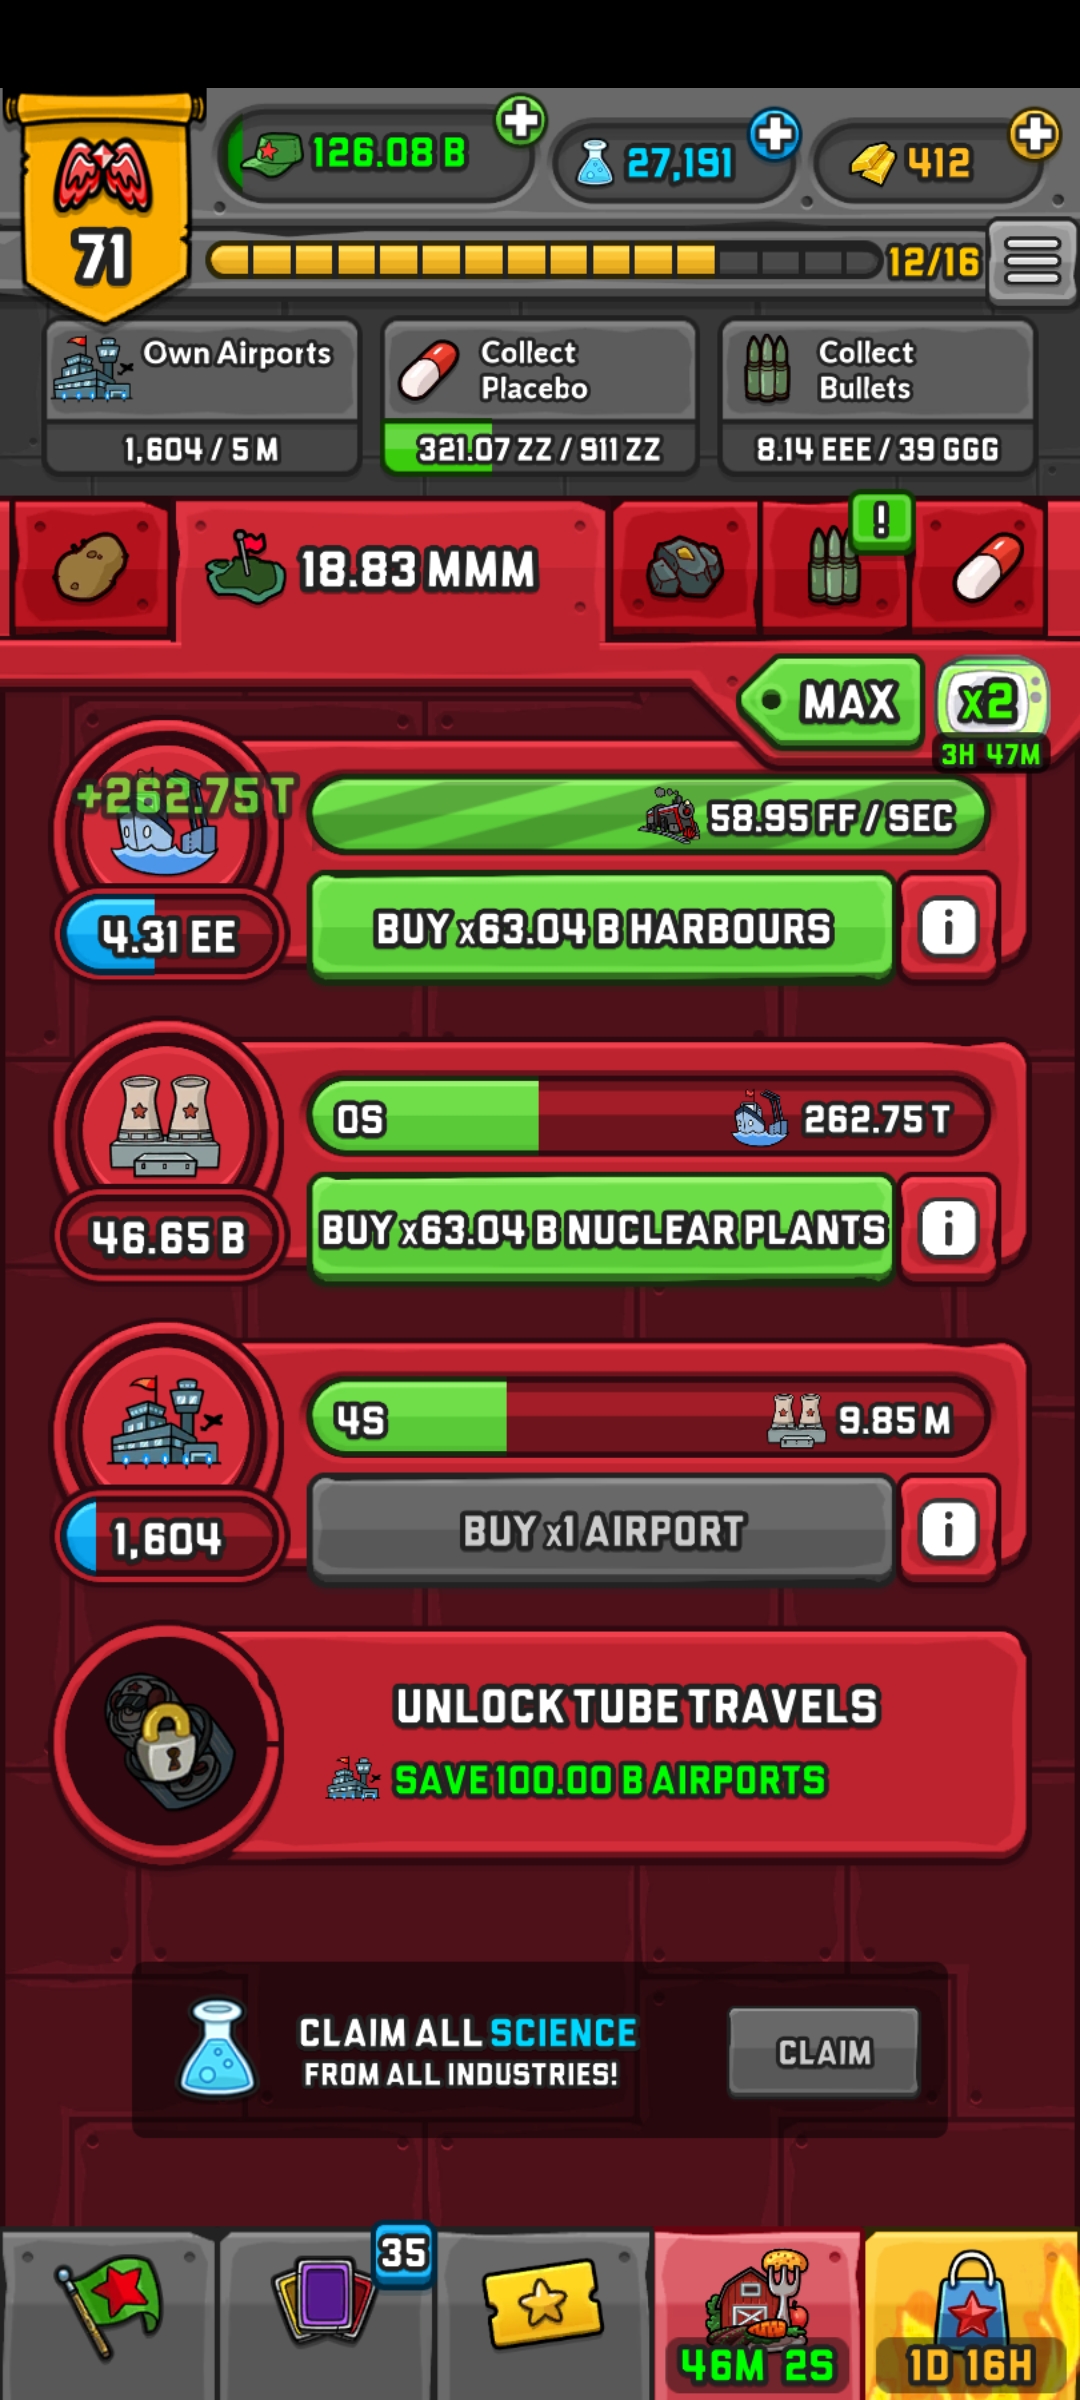 126.08 B
27,191
412
71
12/16
Own Airports
1,604 / 5 M
Collect
Placebo
321.07 ZZ / 911 ZZ
Collect
Bullets
8.14 EEE / 39 GGG
18.83 MMM
!
MAX
x2
3H 47M
+262.75 T
58.95 FF / SEC
4.31 EE
BUY x63.04 B HARBOURS
i
0S
262.75 T
46.65 B
BUY x63.04 B NUCLEAR PLANTS
i
4S
9.85 M
1,604
BUY x1 AIRPORT
i
UNLOCK TUBE TRAVELS
SAVE 100.00 B AIRPORTS
CLAIM ALL SCIENCE
FROM ALL INDUSTRIES!
CLAIM
35
46M 2S
1D 16H